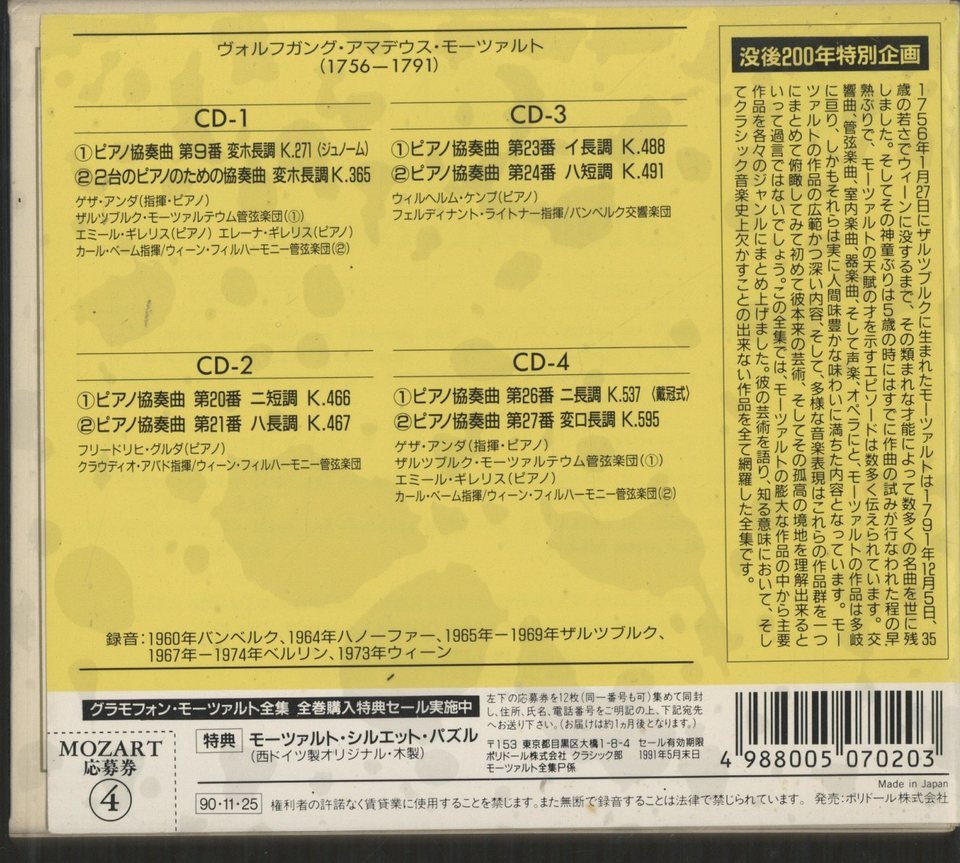 ヴォルフガング・アマデウス・モーツァルト
(1756−1791)
CD-1
①ピアノ協奏曲 第9番 変ホ長調 K.271 (ジュノーム)
②2台のピアノのための協奏曲 変ホ長調 K.365
ゲザ・アンダ(指揮・ピアノ)
ザルツブルク・モーツァルテウム管弦楽団(①)
エミール・ギレリス(ピアノ) エレーナ・ギレリス(ピアノ)
カール・ベーム指揮/ウィーン・フィルハーモニー管弦楽団(②)
CD-3
①ピアノ協奏曲 第23番 イ長調 K.488
②ピアノ協奏曲 第24番 ハ短調 K.491
ウィルヘルム・ケンプ(ピアノ)
フェルディナント・ライトナー指揮/バンベルク交響楽団
CD-2
①ピアノ協奏曲 第20番 ニ短調 K.466
②ピアノ協奏曲 第21番 ハ長調 K.467
フリードリヒ・グルダ(ピアノ)
クラウディオ・アバド指揮/ウィーン・フィルハーモニー管弦楽団
CD-4
①ピアノ協奏曲 第26番 ニ長調 K.537 〈戴冠式〉
②ピアノ協奏曲 第27番 変ロ長調 K.595
ゲザ・アンダ(指揮・ピアノ)
ザルツブルク・モーツァルテウム管弦楽団(①)
エミール・ギレリス(ピアノ)
カール・ベーム指揮/ウィーン・フィルハーモニー管弦楽団(②)
録音:1960年バンベルク、1964年ハノーファー、1965年−1969年ザルツブルク、
1967年−1974年ベルリン、1973年ウィーン
没後200年特別企画
1756年1月27日にザルツブルクに生まれたモーツァルトは1791年12月5日、35
歳の若さでウィーンに没するまで、その類まれな才能によって数多くの名曲を世に残
しました。そしてその神童ぶりは5歳の時にはすでに作曲の試みが行なわれた程の早
熟ぶりで、モーツァルトの天賦の才を示すエピソードは数多く伝えられています。交
響曲、管弦楽曲、室内楽曲、器楽曲、そして声楽、オペラにと、モーツァルトの作品は多岐
に亘り、しかもそれらは実に人間味豊かな味わいに満ちた内容となっています。モー
ツァルトの作品の広範かつ深い内容、そして、多様な音楽表現はこれらの作品群を一つ
にまとめて俯瞰してみて初めて彼本来の芸術、そしてその孤高の境地を理解出来ると
いって過言ではないでしょう。この全集では、モーツァルトの膨大な作品の中から主要
作品を各々のジャンルにまとめ上げました。彼の芸術を語り、知る意味において、そし
てクラシック音楽史上欠かすことの出来ない作品を全て網羅した全集です。
グラモフォン・モーツァルト全集 全巻購入特典セール実施中
特典 モーツァルト・シルエット・パズル
(西ドイツ製オリジナル・木製)
左下の応募券を12枚(同一番号も可)集めて同封
し、住所、氏名、電話番号をご明記の上、下記宛先
へお送り下さい。(お届けは約1ヵ月後となります。)
〒153 東京都目黒区大橋1-8-4 セール有効期限
ポリドール株式会社 クラシック部 1991年5月末日
モーツァルト全集P係
4 988005 070203
MOZART
応募券
④
Made in Japan
90・11・25 権利者の許諾なく賃貸業に使用することを禁じます。また無断で録音することは法律で禁じられています。 発売:ポリドール株式会社